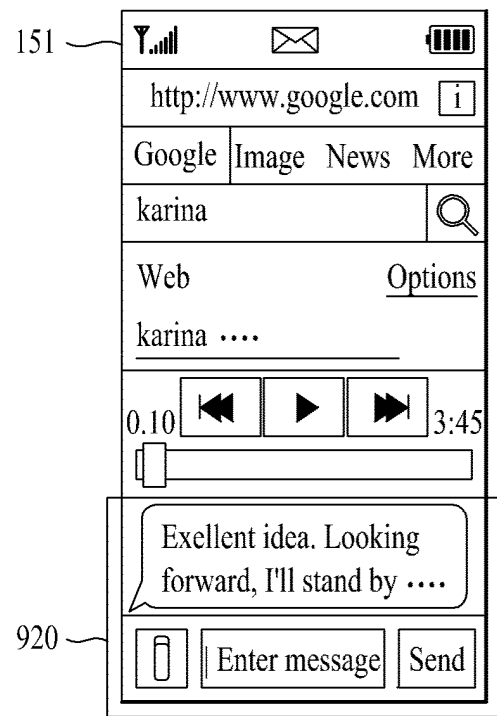 151
http://www.google.com i
Google Image News More
karina
Web Options
karina ....
0.10 3:45
Exellent idea. Looking
forward, I'll stand by ....
920
Enter message Send